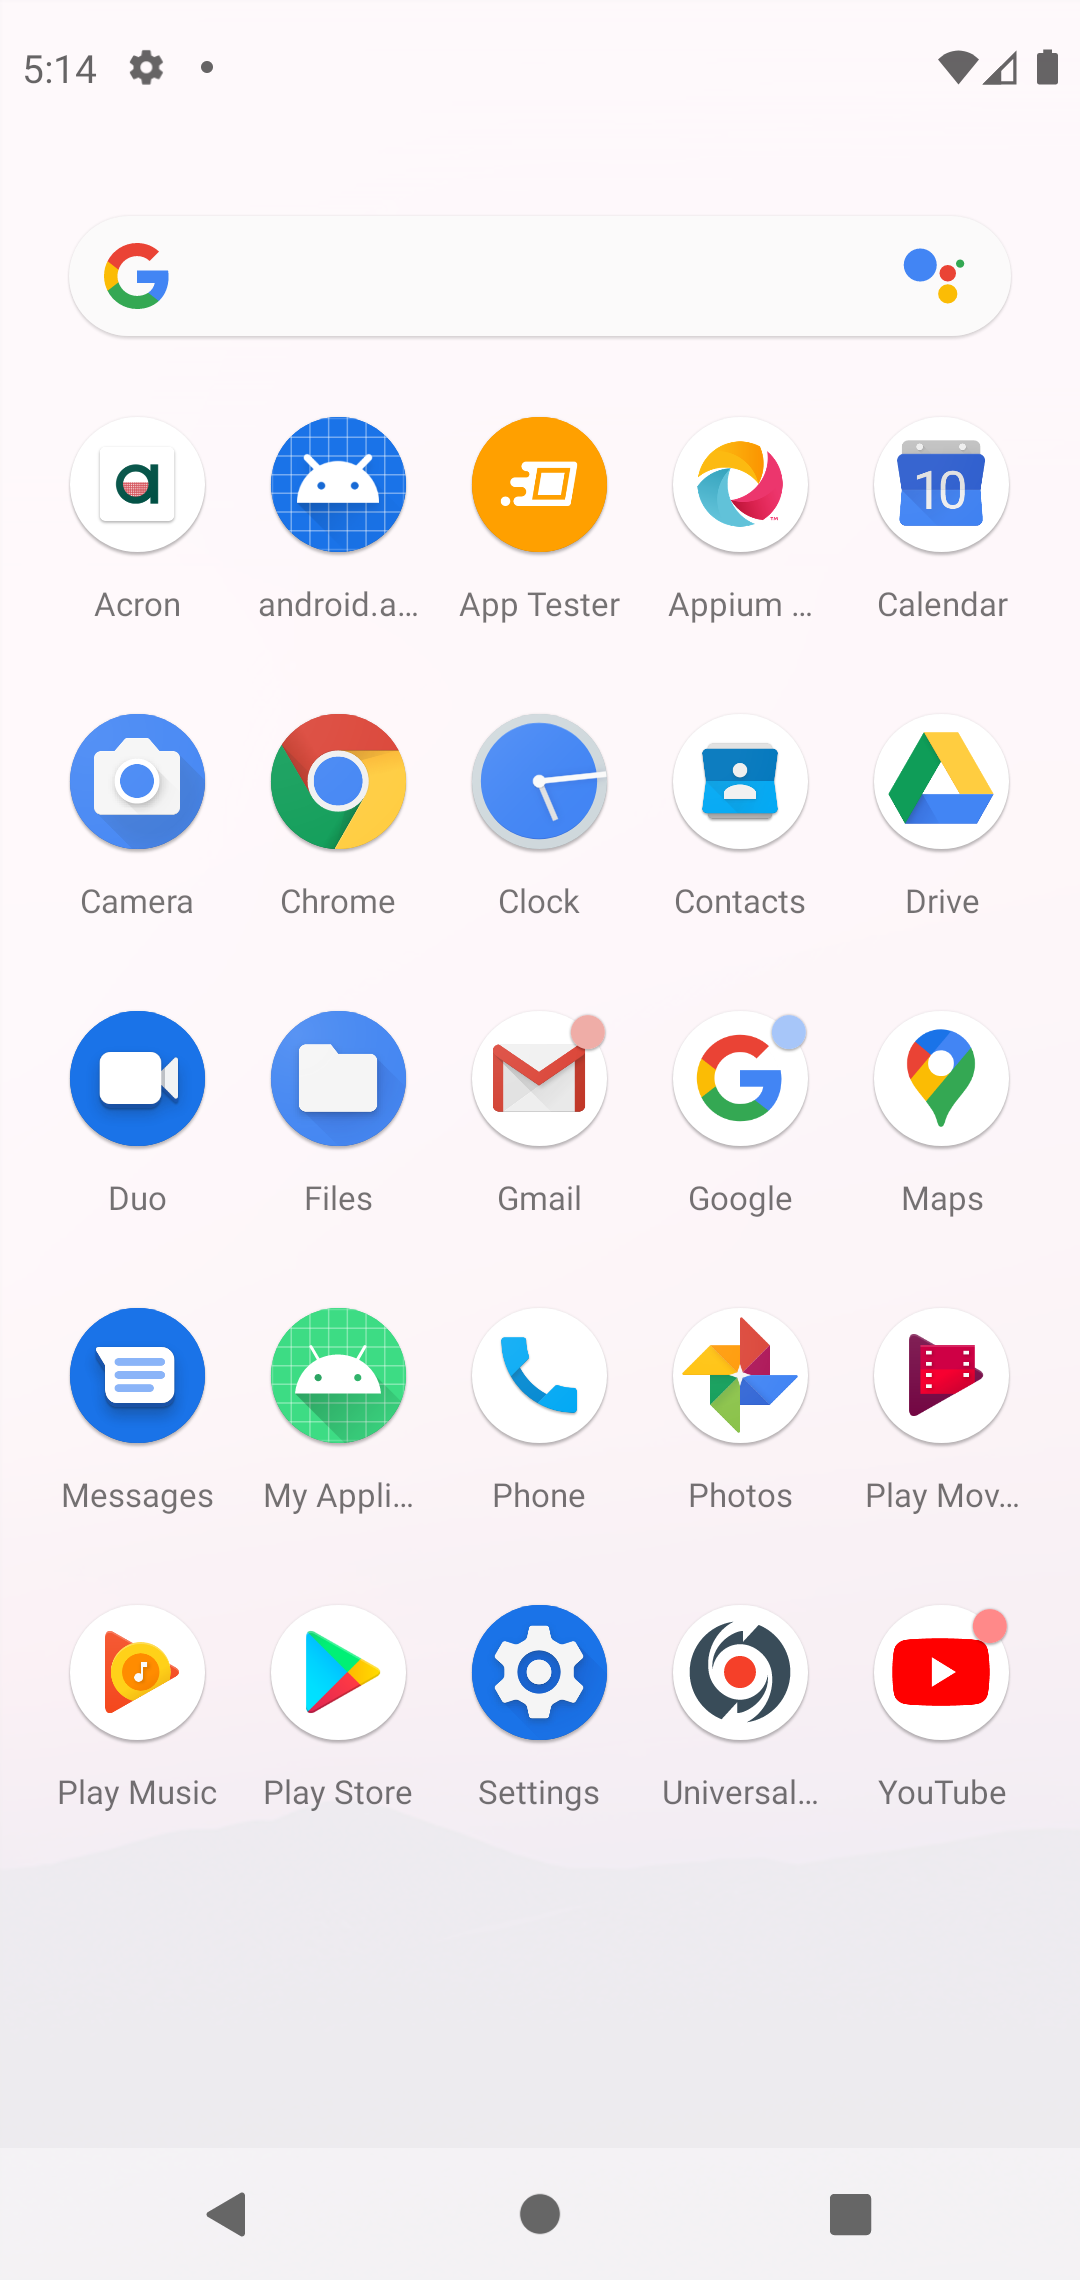 5:14
Acron
android.a...
App Tester
Appium ...
10
Calendar
Camera
Chrome
Clock
Contacts
Drive
Duo
Files
Gmail
Google
Maps
Messages
My Appli...
Phone
Photos
Play Mov...
Play Music
Play Store
Settings
Universal...
YouTube